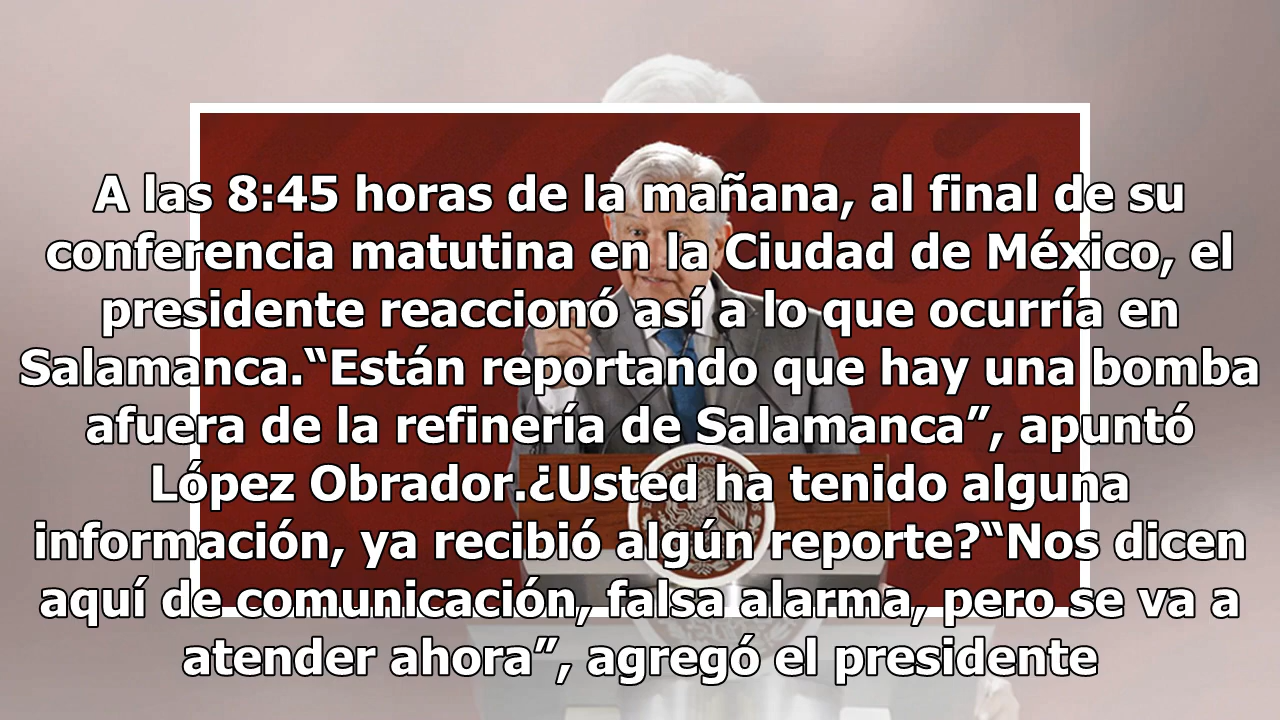 A las 8:45 horas de la mañana, al final de su
conferencia matutina en la Ciudad de México, el
presidente reaccionó así a lo que ocurría en
Salamanca.“Están reportando que hay una bomba
afuera de la refinería de Salamanca”, apuntó
López Obrador.¿Usted ha tenido alguna
información, ya recibió algún reporte?“Nos dicen
aquí de comunicación, falsa alarma, pero se va a
atender ahora”, agregó el presidente
UNIDOS